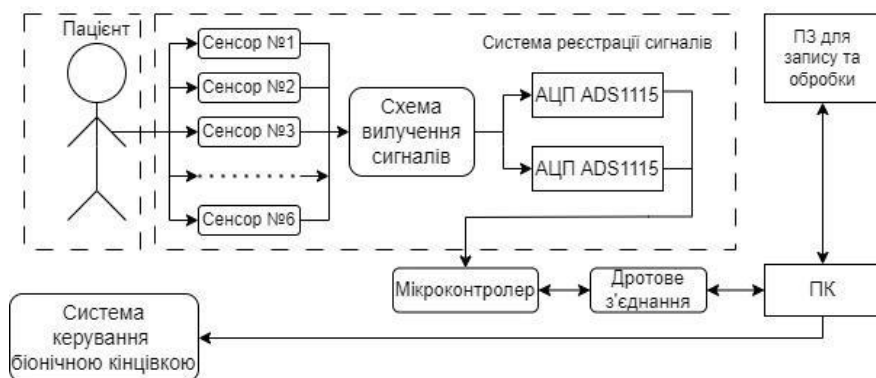 Пацієнт
Сенсор №1
Сенсор №2
Сенсор №3
Сенсор №6
Схема
вилучення
сигналів
Система реєстрації сигналів
АЦП ADS1115
АЦП ADS1115
ПЗ для
запису та
обробки
Мікроконтролер
Дротове
з'єднання
ПК
Система
керування
біонічною кінцівкою